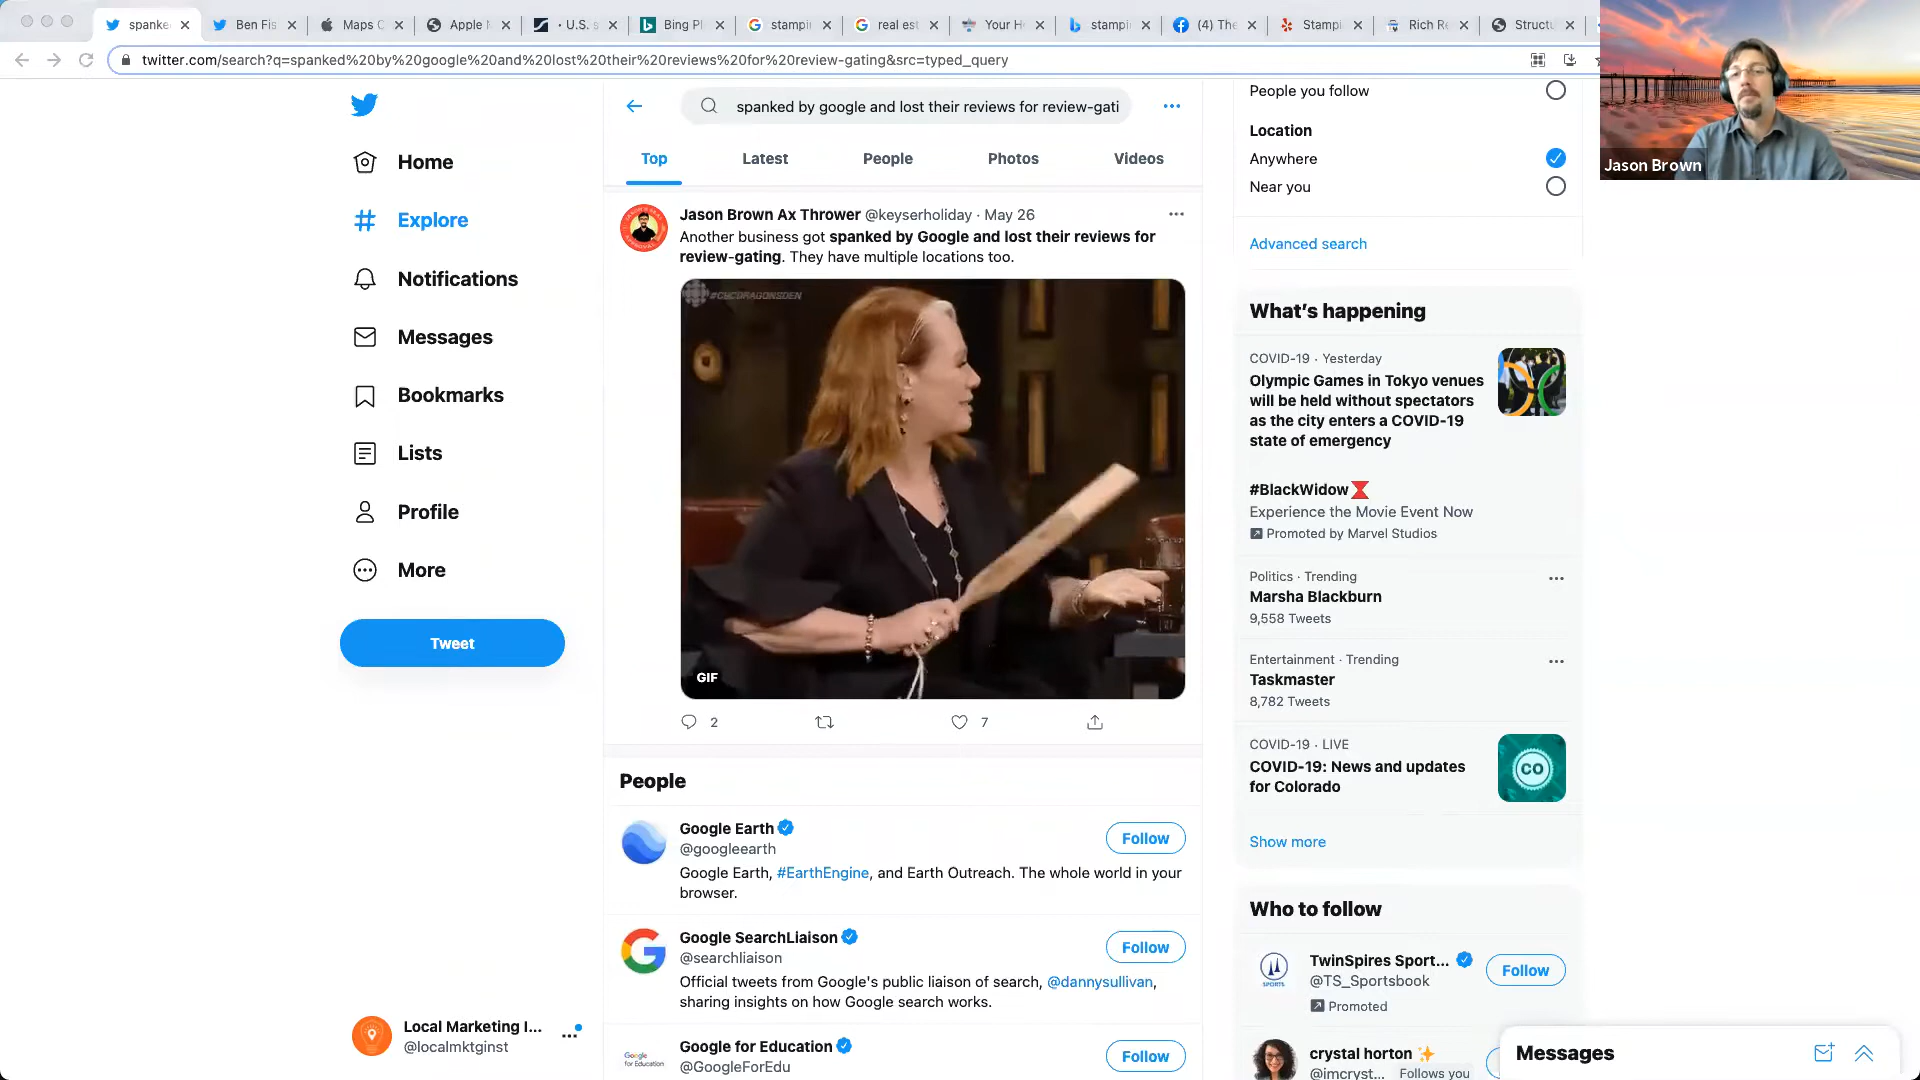 spanke
Ben Fis
Maps C
Apple
· U.S. s
Bing Pl
stampin
real est
Your H
stampi
(4) The
Stampi
Rich Re
Structu
twitter.com/search?q=spanked%20by%20google%20and%20lost%20their%20reviews%20for%20review-gating&src=typed_query
Jason Brown
Home
Explore
Notifications
Messages
Bookmarks
Lists
Profile
More
Tweet
Local Marketing I...
@localmktginst
spanked by google and lost their reviews for review-gati
Top
Latest
People
Photos
Videos
Jason Brown Ax Thrower @keyserholiday · May 26
Another business got spanked by Google and lost their reviews for
review-gating. They have multiple locations too.
#CBCDRAGONSDEN
GIF
2
7
People
Google Earth
@googleearth
Follow
Google Earth, #EarthEngine, and Earth Outreach. The whole world in your
browser.
Google SearchLiaison
@searchliaison
Follow
Official tweets from Google's public liaison of search, @dannysullivan,
sharing insights on how Google search works.
Google for Education
@GoogleForEdu
Follow
Google
for Education
People you follow
Location
Anywhere
Near you
Advanced search
What's happening
COVID-19 · Yesterday
Olympic Games in Tokyo venues
will be held without spectators
as the city enters a COVID-19
state of emergency
#BlackWidow
Experience the Movie Event Now
Promoted by Marvel Studios
Politics · Trending
Marsha Blackburn
9,558 Tweets
Entertainment · Trending
Taskmaster
8,782 Tweets
COVID-19 · LIVE
COVID-19: News and updates
for Colorado
CO
Show more
Who to follow
TwinSpires Sport...
@TS_Sportsbook
Promoted
Follow
SPORTS
crystal horton
@imcryst...
Follows you
Messages